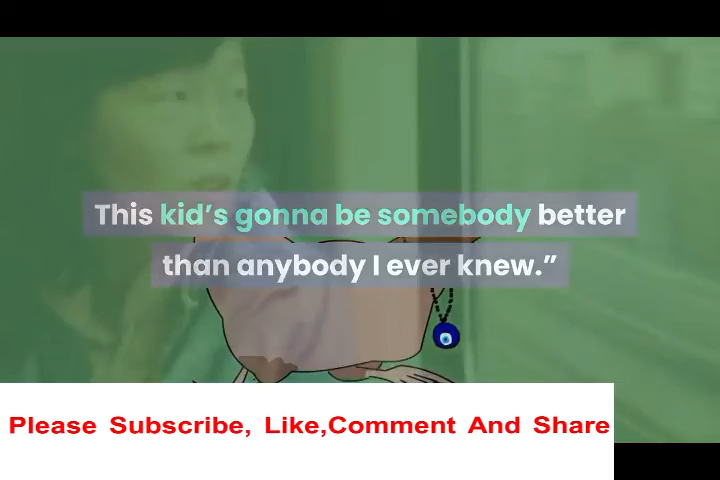 This kid's gonna be somebody better
than anybody I ever knew.”
Please Subscribe, Like,Comment And Share